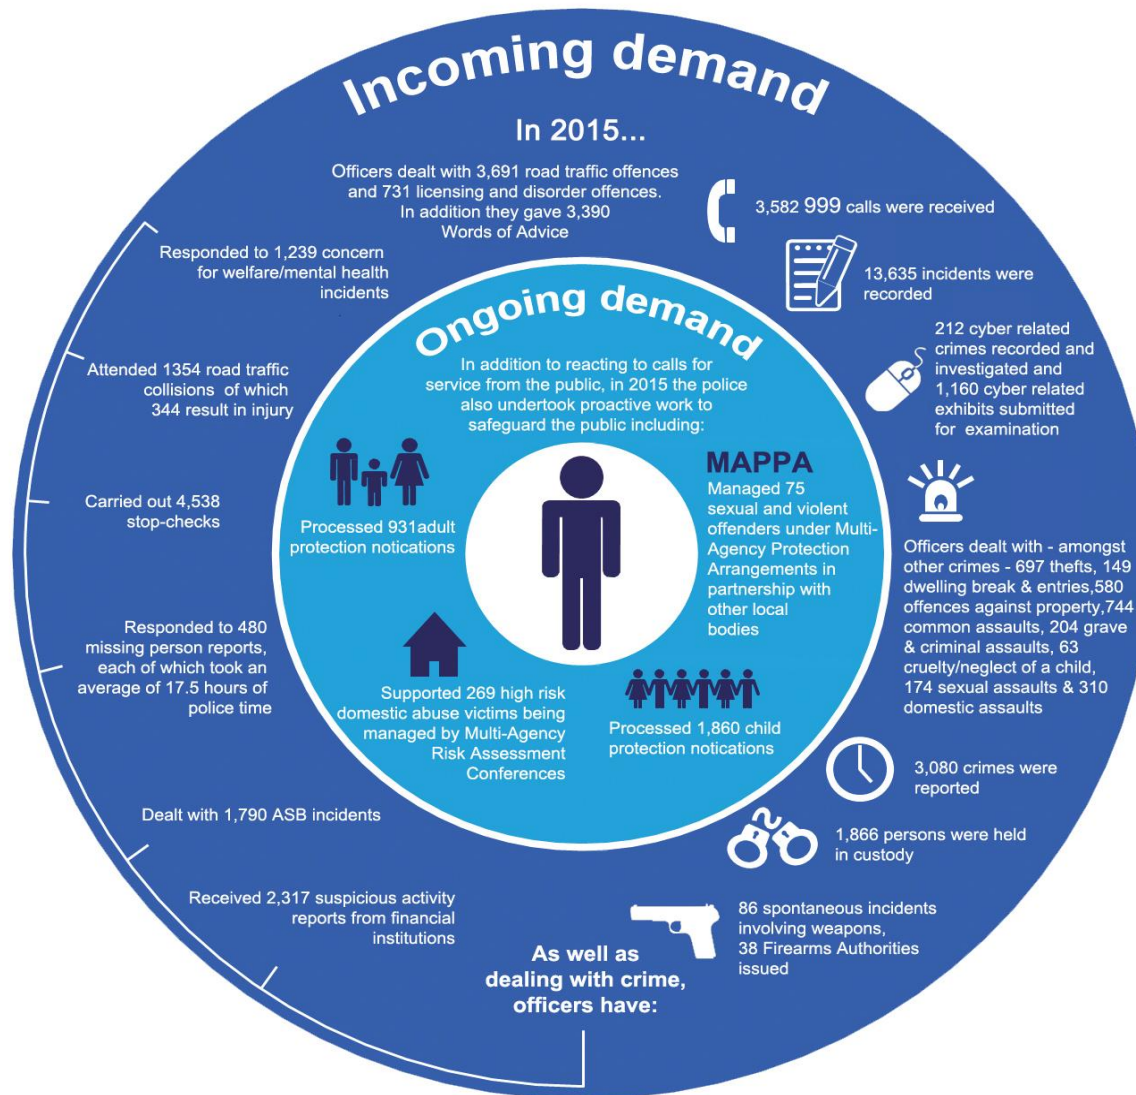 Incoming demand
In 2015...
Officers dealt with 3,691 road traffic offences
and 731 licensing and disorder offences.
In addition they gave 3,390
Words of Advice
3,582 999 calls were received
13,635 incidents were
recorded
212 cyber related
crimes recorded and
investigated and
1,160 cyber related
exhibits submitted
for examination
Officers dealt with - amongst
other crimes - 697 thefts, 149
dwelling break & entries,580
offences against property,744
common assaults, 204 grave
& criminal assaults, 63
cruelty/neglect of a child,
174 sexual assaults & 310
domestic assaults
3,080 crimes were
reported
1,866 persons were held
in custody
86 spontaneous incidents
involving weapons,
38 Firearms Authorities
issued
As well as
dealing with crime,
officers have:
Received 2,317 suspicious activity
reports from financial
institutions
Dealt with 1,790 ASB incidents
Responded to 480
missing person reports,
each of which took an
average of 17.5 hours of
police time
Carried out 4,538
stop-checks
Attended 1354 road traffic
collisions of which
344 result in injury
Responded to 1,239 concern
for welfare/mental health
incidents
Ongoing demand
In addition to reacting to calls for
service from the public, in 2015 the police
also undertook proactive work to
safeguard the public including:
Processed 931adult
protection notications
MAPPA
Managed 75
sexual and violent
offenders under Multi-
Agency Protection
Arrangements in
partnership with
other local
bodies
Supported 269 high risk
domestic abuse victims being
managed by Multi-Agency
Risk Assessment
Conferences
Processed 1,860 child
protection notications